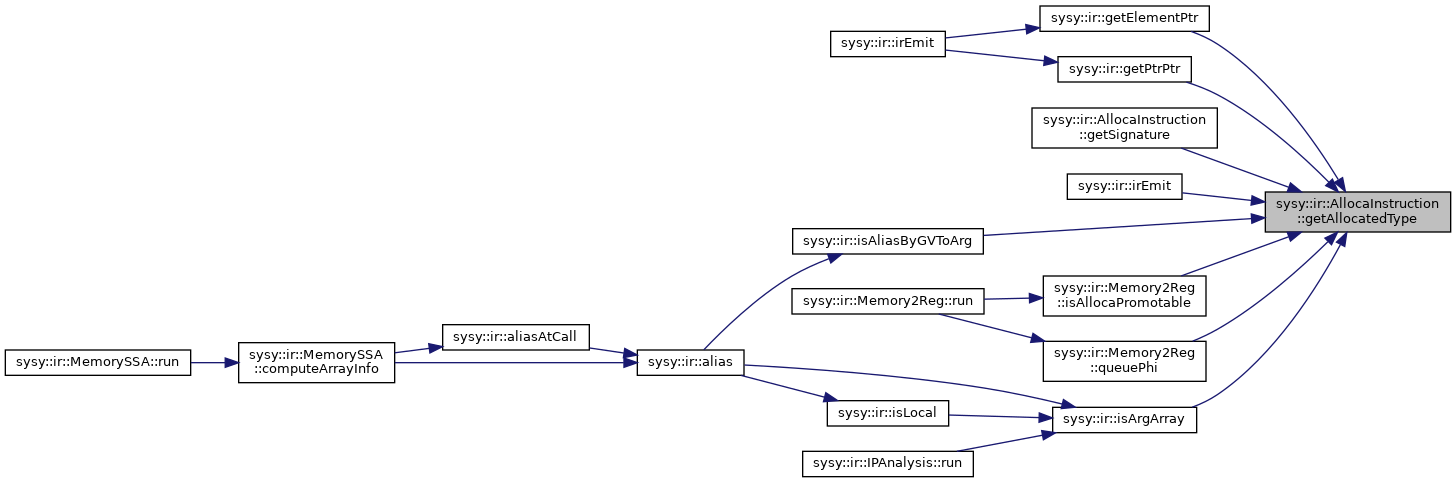 sysy::ir::getElementPtr
sysy::ir::irEmit
sysy::ir::getPtrPtr
sysy::ir::AllocaInstruction
::getSignature
sysy::ir::irEmit
sysy::ir::AllocaInstruction
::getAllocatedType
sysy::ir::isAliasByGVToArg
sysy::ir::Memory2Reg
::isAllocaPromotable
sysy::ir::Memory2Reg::run
sysy::ir::aliasAtCall
sysy::ir::MemorySSA::run
sysy::ir::MemorySSA
::computeArrayInfo
sysy::ir::alias
sysy::ir::Memory2Reg
::queuePhi
sysy::ir::isLocal
sysy::ir::isArgArray
sysy::ir::IPAnalysis::run